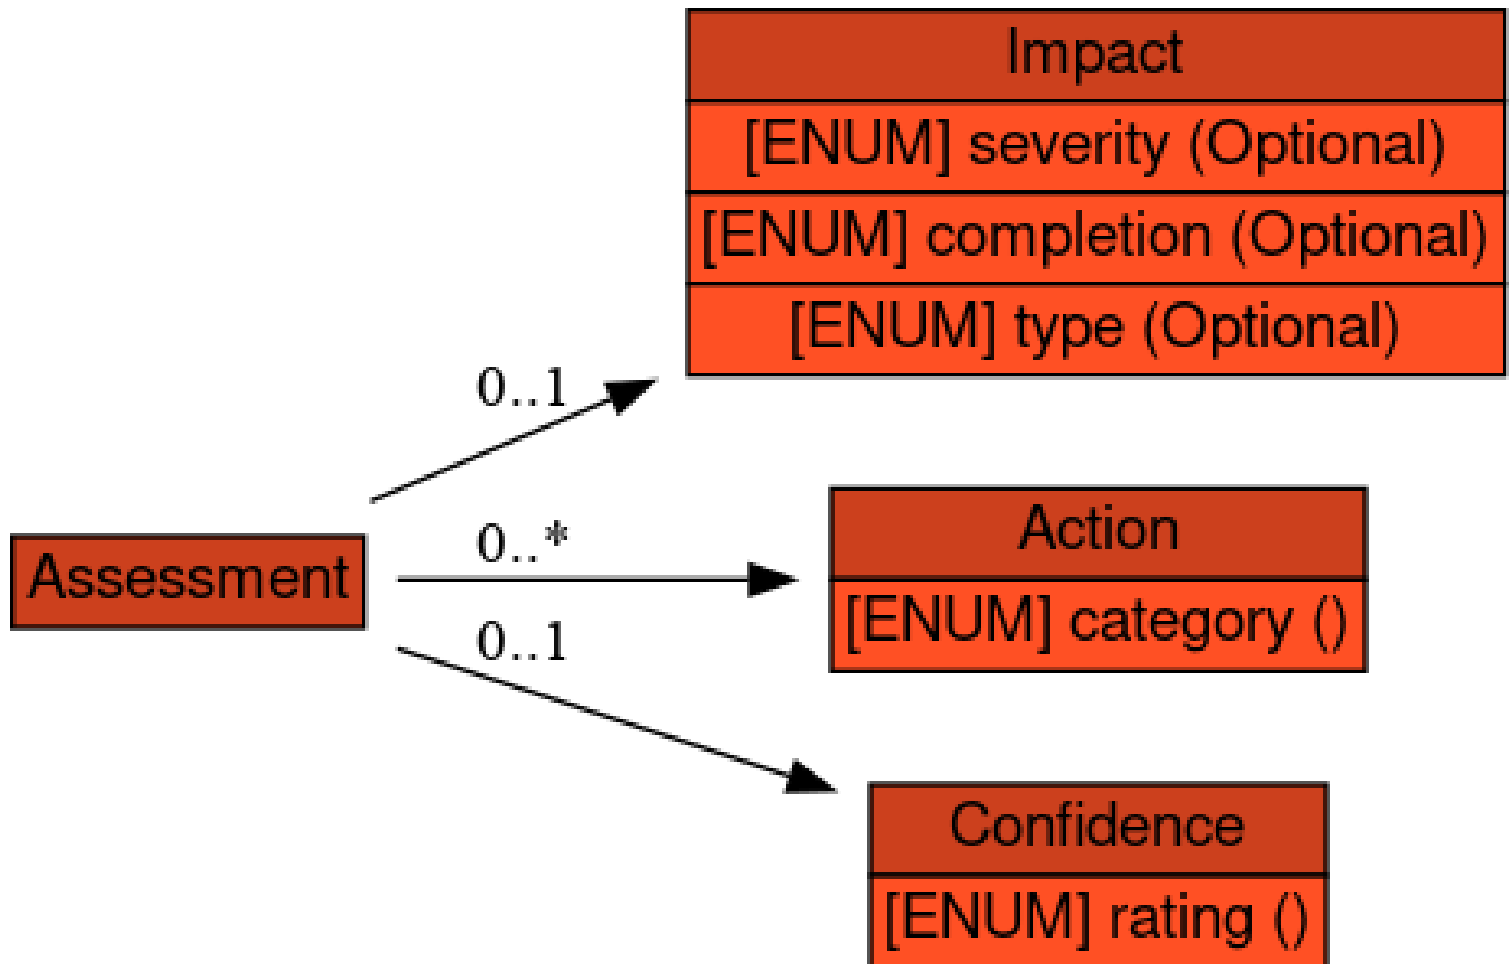 Impact
[ENUM] severity (Optional)
[ENUM] completion (Optional)
[ENUM] type (Optional)
0..1
Assessment
0..*
Action
[ENUM] category ()
0..1
Confidence
[ENUM] rating ()